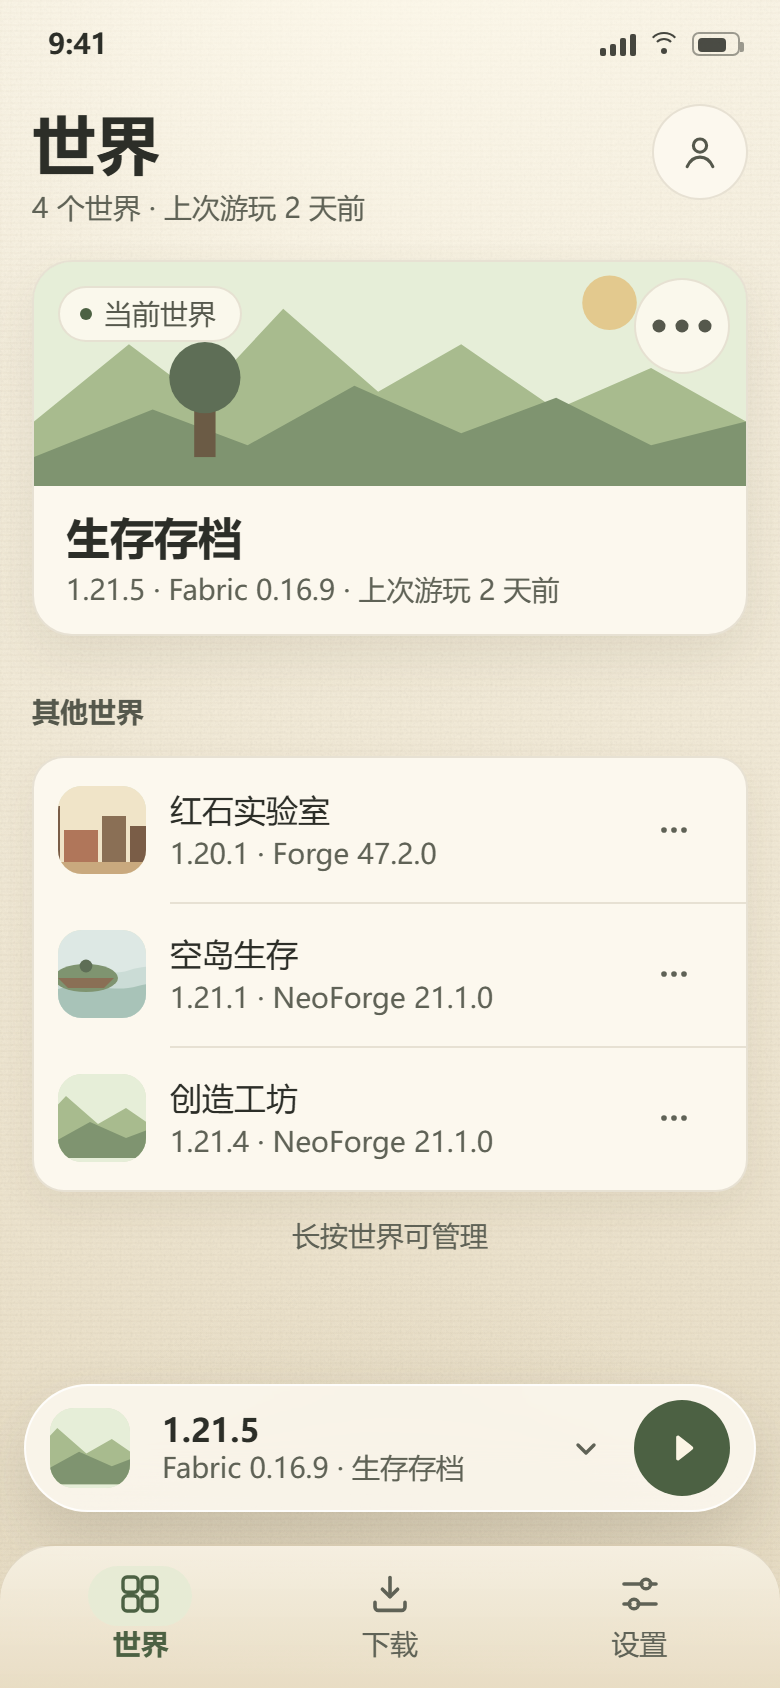 9:41
世界
4 个世界 · 上次游玩 2 天前
当前世界
生存存档
1.21.5 · Fabric 0.16.9 · 上次游玩 2 天前
其他世界
红石实验室
1.20.1 · Forge 47.2.0
空岛生存
1.21.1 · NeoForge 21.1.0
创造工坊
1.21.4 · NeoForge 21.1.0
长按世界可管理
1.21.5
Fabric 0.16.9 · 生存存档
世界
下载
设置